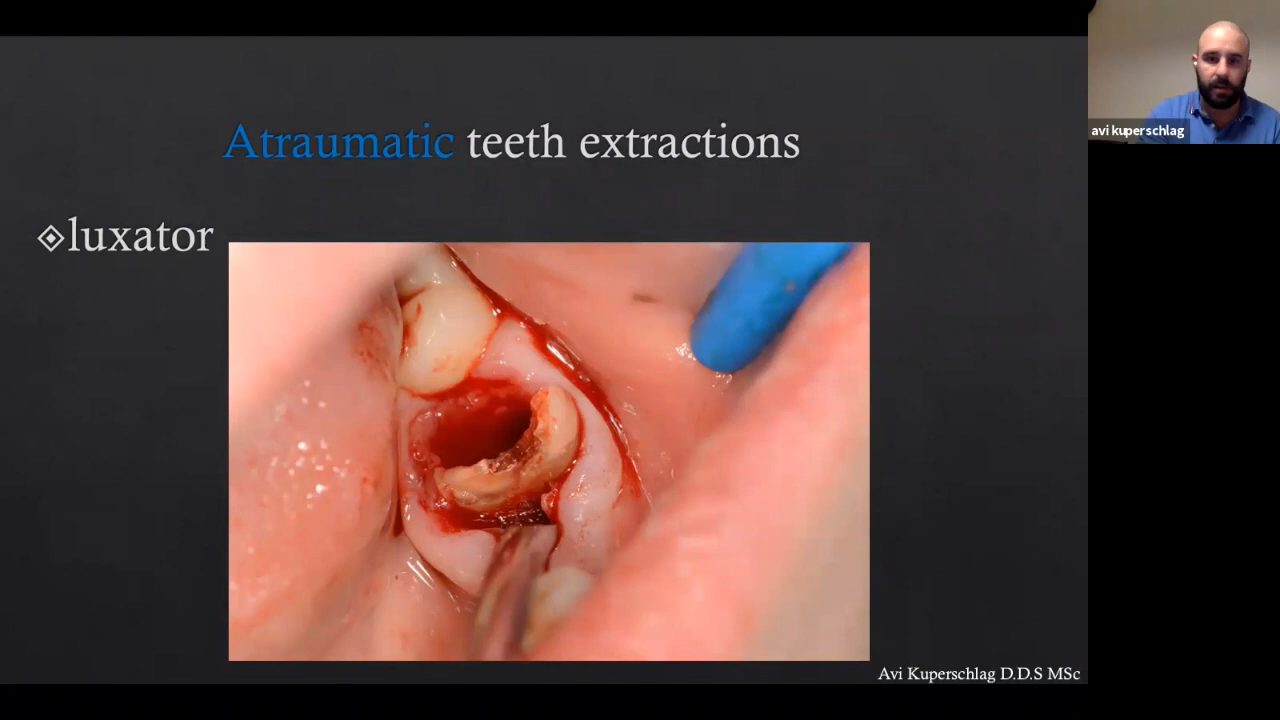 Atraumatic teeth extractions
luxator
Avi Kuperschlag D.D.S MSc
avi kuperschlag